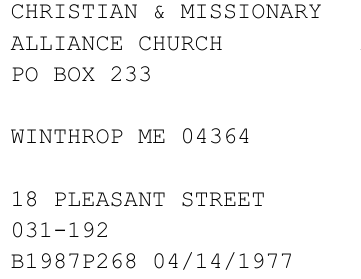 CHRISTIAN & MISSIONARY
ALLIANCE CHURCH
PO BOX 233
WINTHROP ME 04364
18 PLEASANT STREET
031-192
B1987P268 04/14/1977